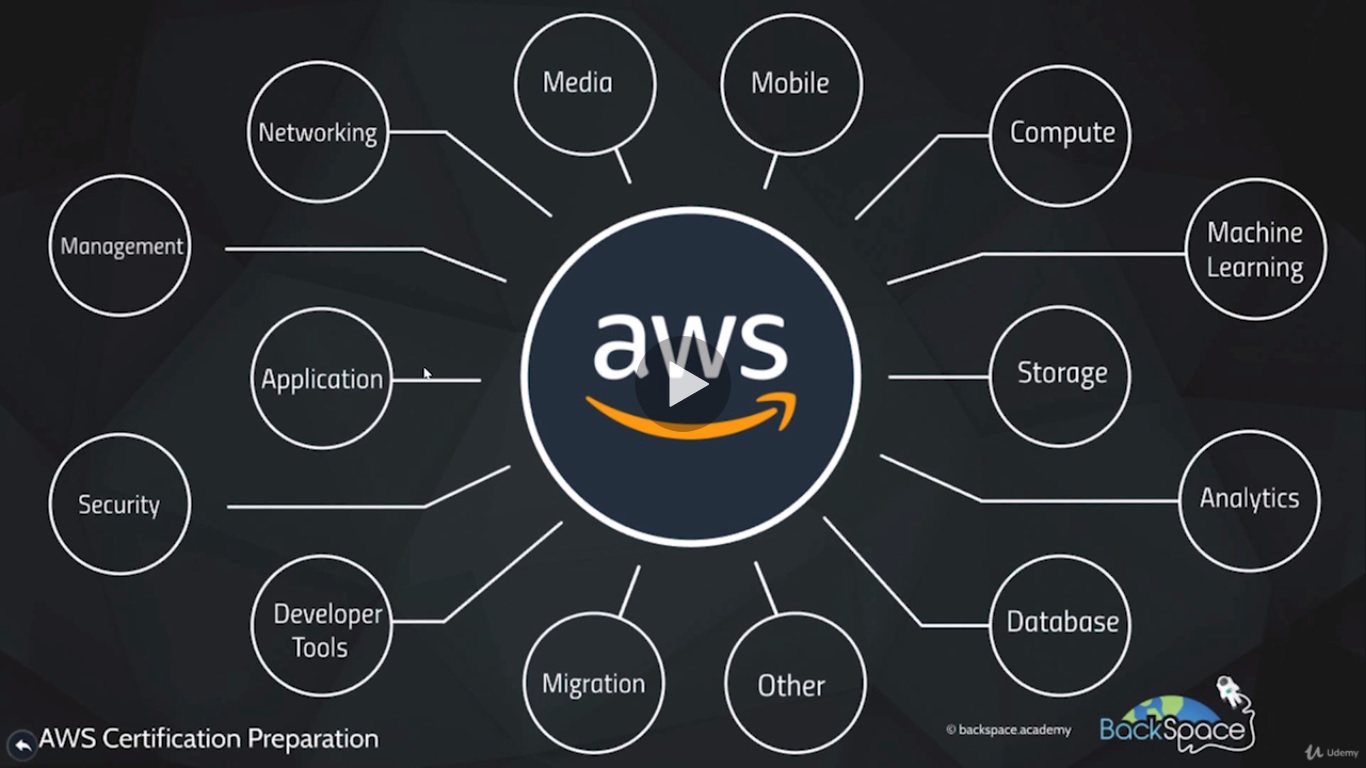 Media
Mobile
Networking
Compute
Management
Machine
Learning
aws
Application
Storage
Security
Analytics
Developer
Tools
Database
Migration
Other
AWS Certification Preparation
© backspace.academy
BackSpace
Udemy